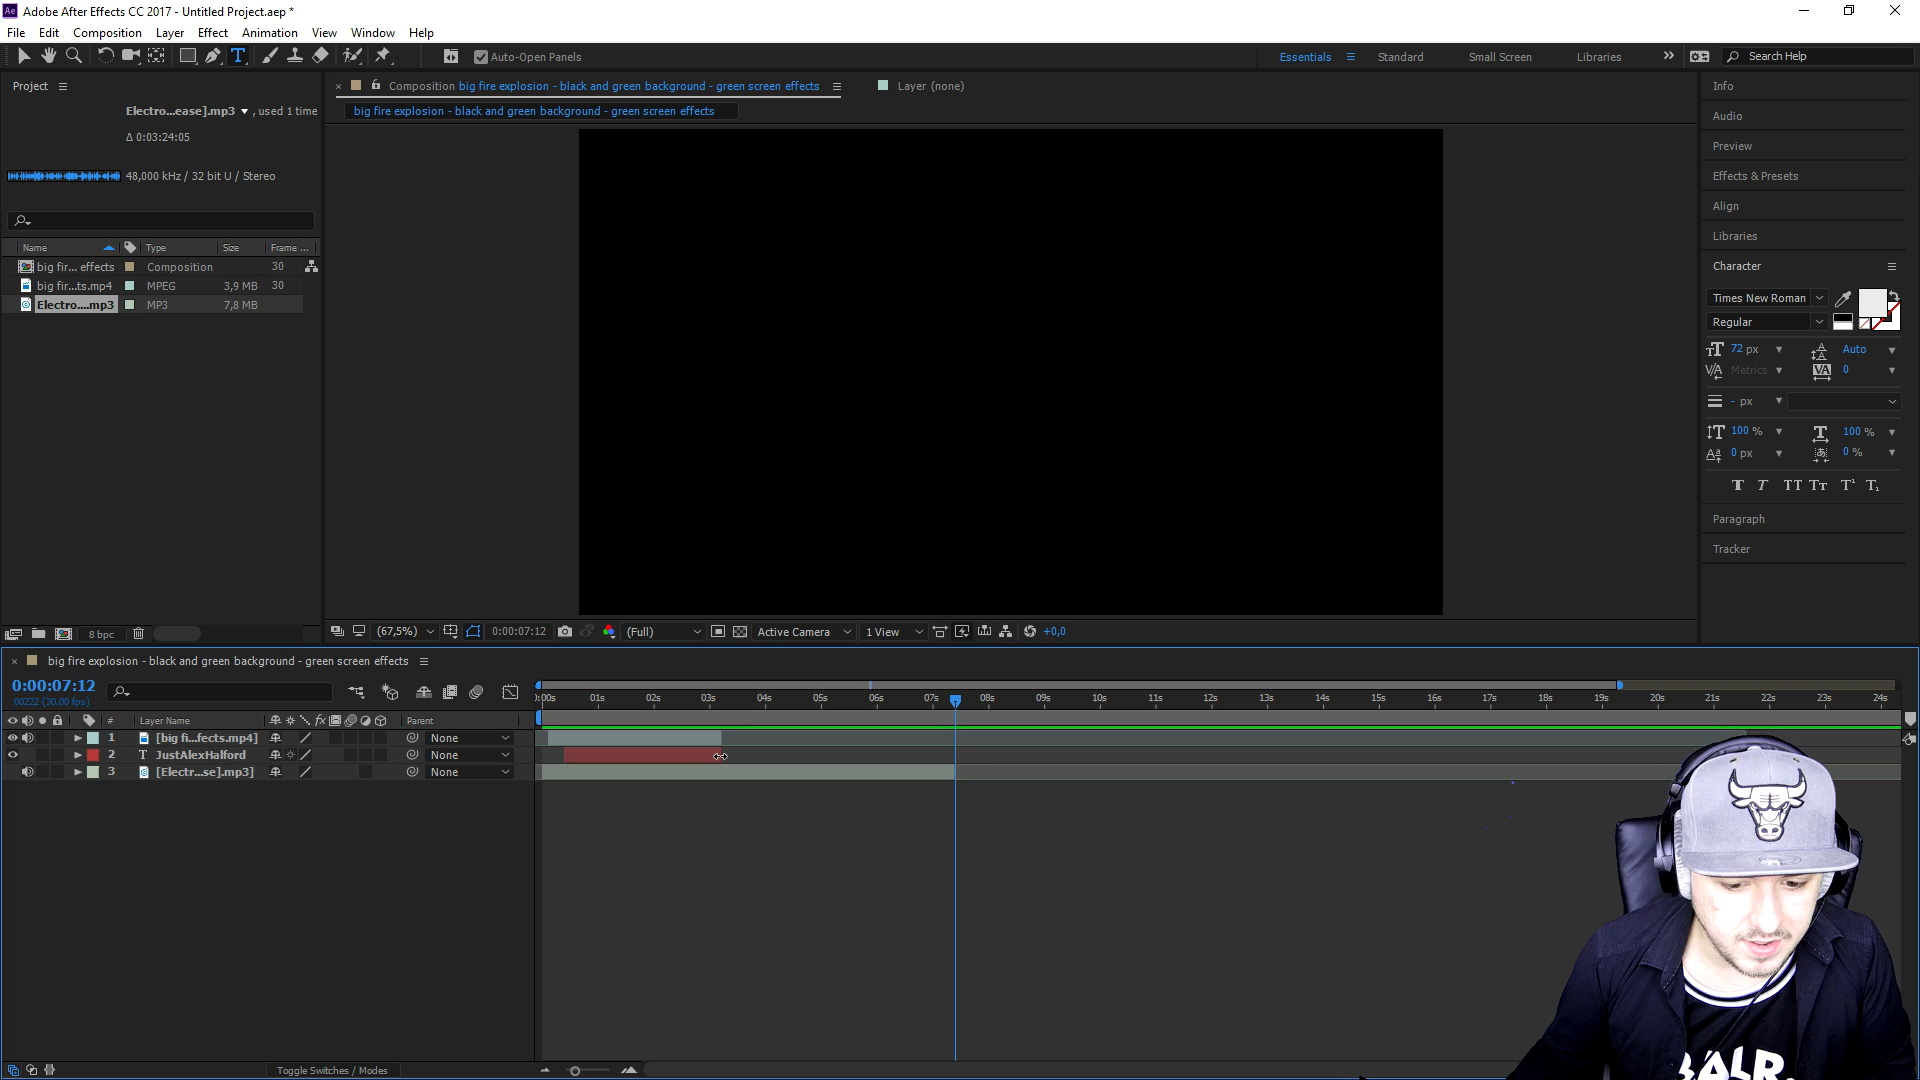 Adobe After Effects CC 2017 - Untitled Project.aep *
File Edit Composition Layer Effect Animation View Window Help
Auto-Open Panels
Essentials Standard Small Screen Libraries Search Help
Project
Composition big fire explosion - black and green background - green screen effects Layer (none)
big fire explosion - black and green background - green screen effects
Electro...ease].mp3 , used 1 time
Δ 0:03:24:05
48,000 kHz / 32 bit U / Stereo
Name Type Size Frame ...
big fir... effects Composition 30
big fir...ts.mp4 MPEG 3,9 MB 30
Electro....mp3 MP3 7,8 MB
8 bpc
(67,5%) 0:00:07:12 (Full) Active Camera 1 View +0,0
Info
Audio
Preview
Effects & Presets
Align
Libraries
Character
Times New Roman
Regular
72 px Auto
Metrics 0
- px
100 % 100 %
0 px 0 %
Paragraph
Tracker
big fire explosion - black and green background - green screen effects
0:00:07:12
00222 (30.00 fps)
):00s 01s 02s 03s 04s 05s 06s 07s 08s 09s 10s 11s 12s 13s 14s 15s 16s 17s 18s 19s 20s 21s 22s 23s 24s
# Layer Name Parent
1 [big fi...fects.mp4] None
2 JustAlexHalford None
3 [Electr...se].mp3] None
Toggle Switches / Modes
BALR.